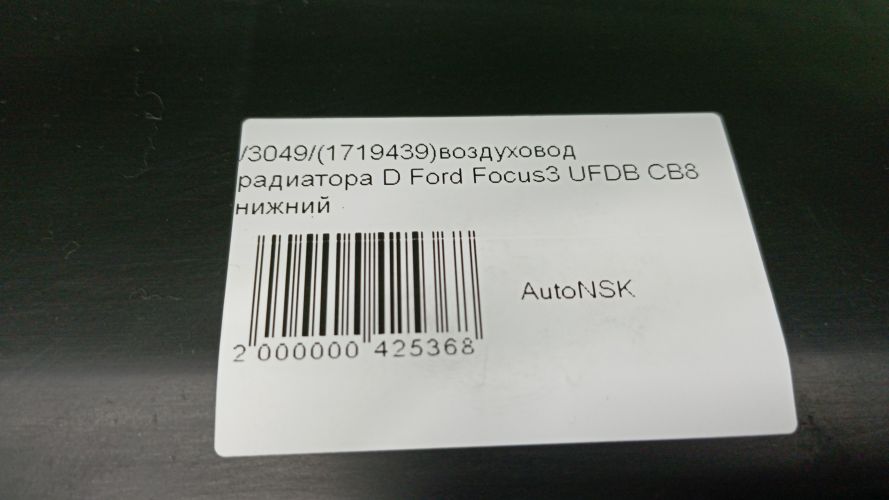 /3049/(1719439)воздуховод
радиатора D Ford Focus3 UFDB CB8
нижний
AutoNSK
2 000000 425368